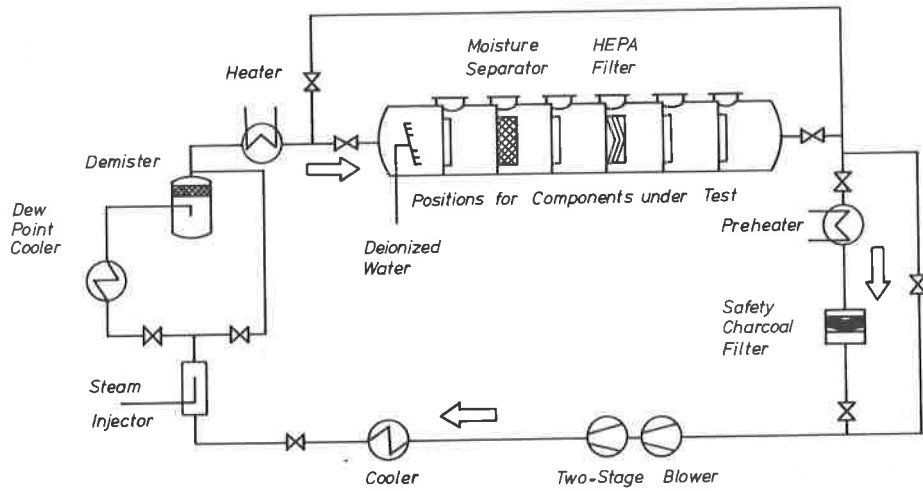 Moisture
Separator
HEPA
Filter
Heater
Demister
Positions for Components under Test
Dew
Point
Cooler
Deionized
Water
Preheater
Safety
Charcoal
Filter
Steam
Injector
Cooler
Two-Stage Blower